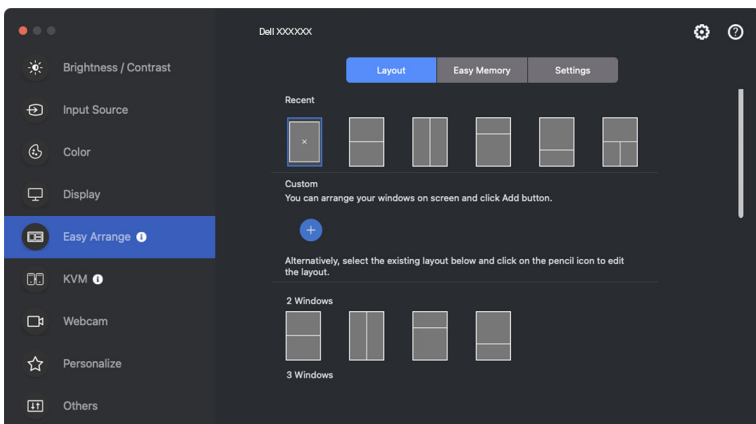 Dell XXXXXX
Brightness / Contrast
Input Source
Color
Display
Easy Arrange
KVM
Webcam
Personalize
Others
Layout
Easy Memory
Settings
Recent
Custom
You can arrange your windows on screen and click Add button.
Alternatively, select the existing layout below and click on the pencil icon to edit
the layout.
2 Windows
3 Windows